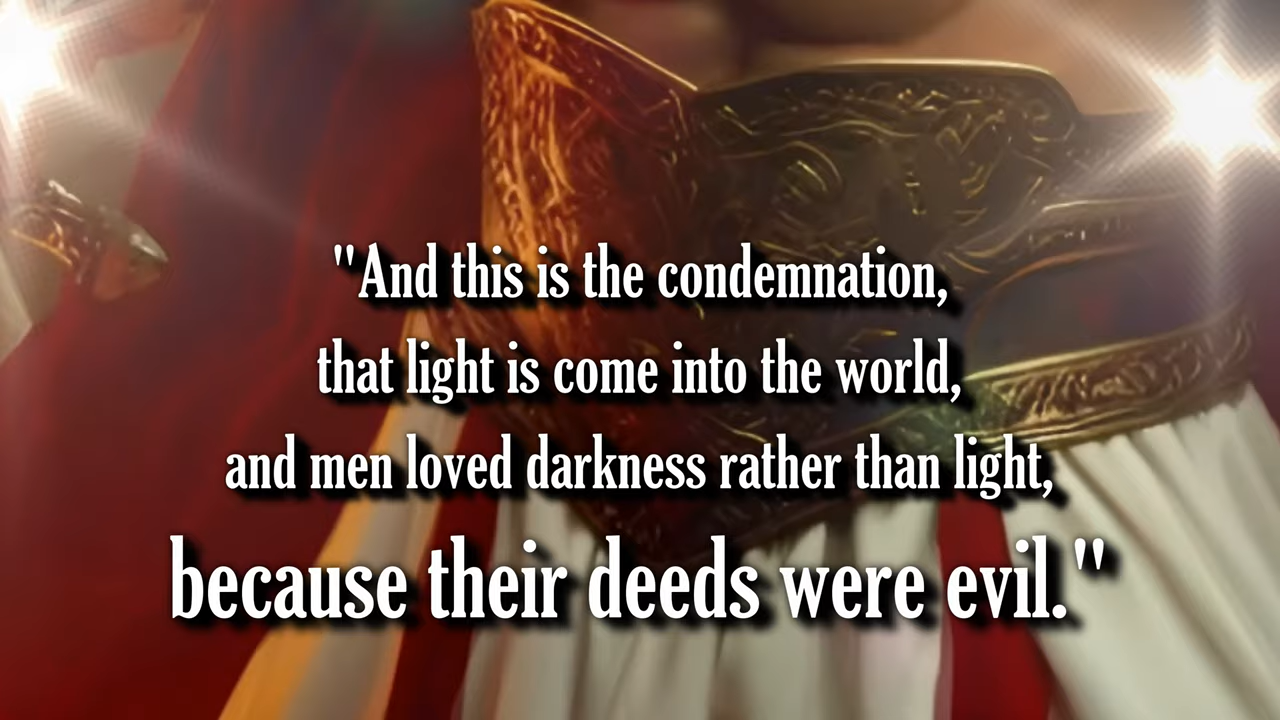 "And this is the condemnation,
that light is come into the world,
and men loved darkness rather than light,
because their deeds were evil."